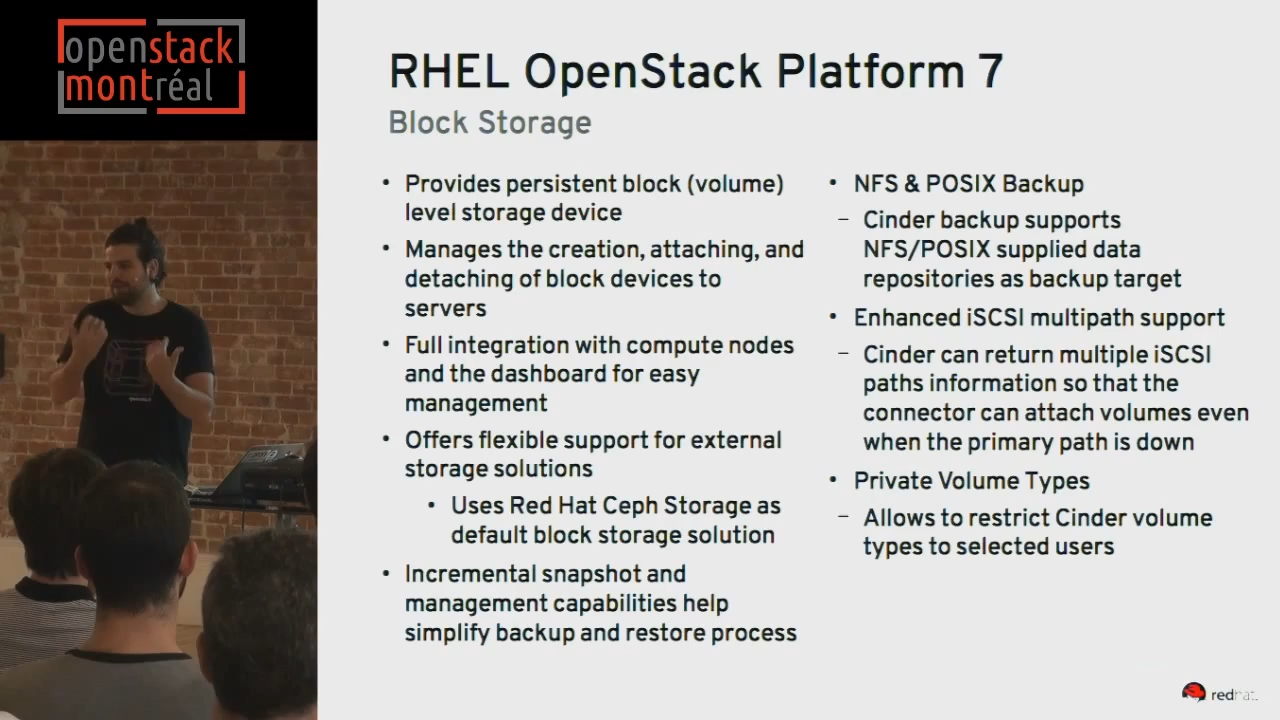 openstack
montréal
RHEL OpenStack Platform 7
Block Storage
• Provides persistent block (volume)
level storage device
• Manages the creation, attaching, and
detaching of block devices to
servers
• Full integration with compute nodes
and the dashboard for easy
management
• Offers flexible support for external
storage solutions
• Uses Red Hat Ceph Storage as
default block storage solution
• Incremental snapshot and
management capabilities help
simplify backup and restore process
• NFS & POSIX Backup
– Cinder backup supports
NFS/POSIX supplied data
repositories as backup target
• Enhanced iSCSI multipath support
– Cinder can return multiple iSCSI
paths information so that the
connector can attach volumes even
when the primary path is down
• Private Volume Types
– Allows to restrict Cinder volume
types to selected users
redhat.